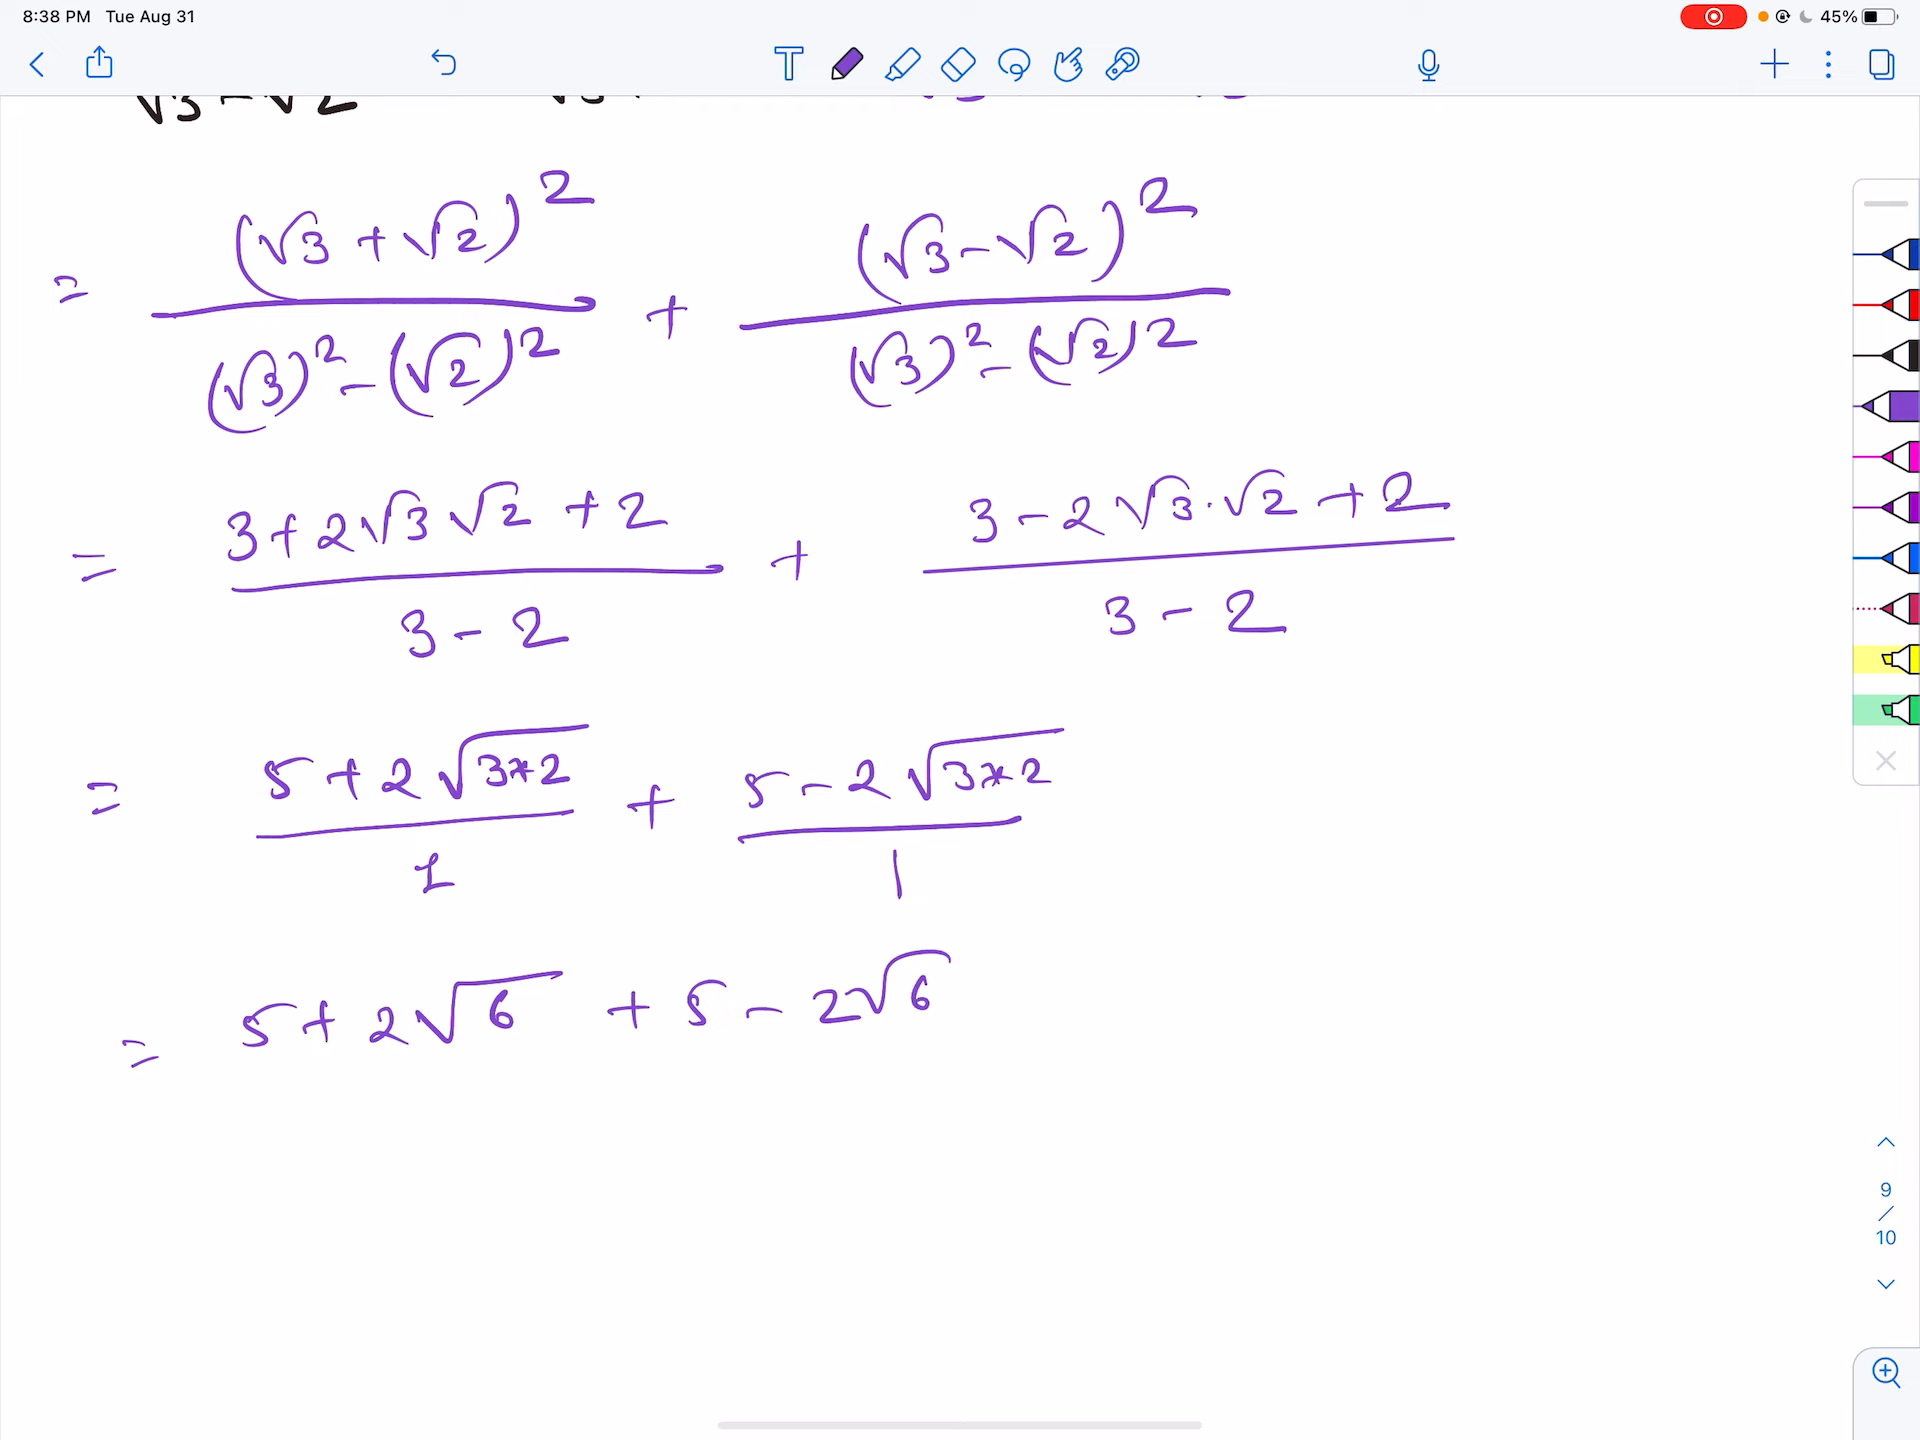 8:38 PM Tue Aug 31 45%
√3 - √2
= (√3 + √2)^2 / ((√3)^2 - (√2)^2) + (√3 - √2)^2 / ((√3)^2 - (√2)^2)
= (3 + 2√3 √2 + 2) / (3 - 2) + (3 - 2√3 · √2 + 2) / (3 - 2)
= (5 + 2√(3*2)) / 1 + (5 - 2√(3*2)) / 1
= 5 + 2√6 + 5 - 2√6
9
/
10